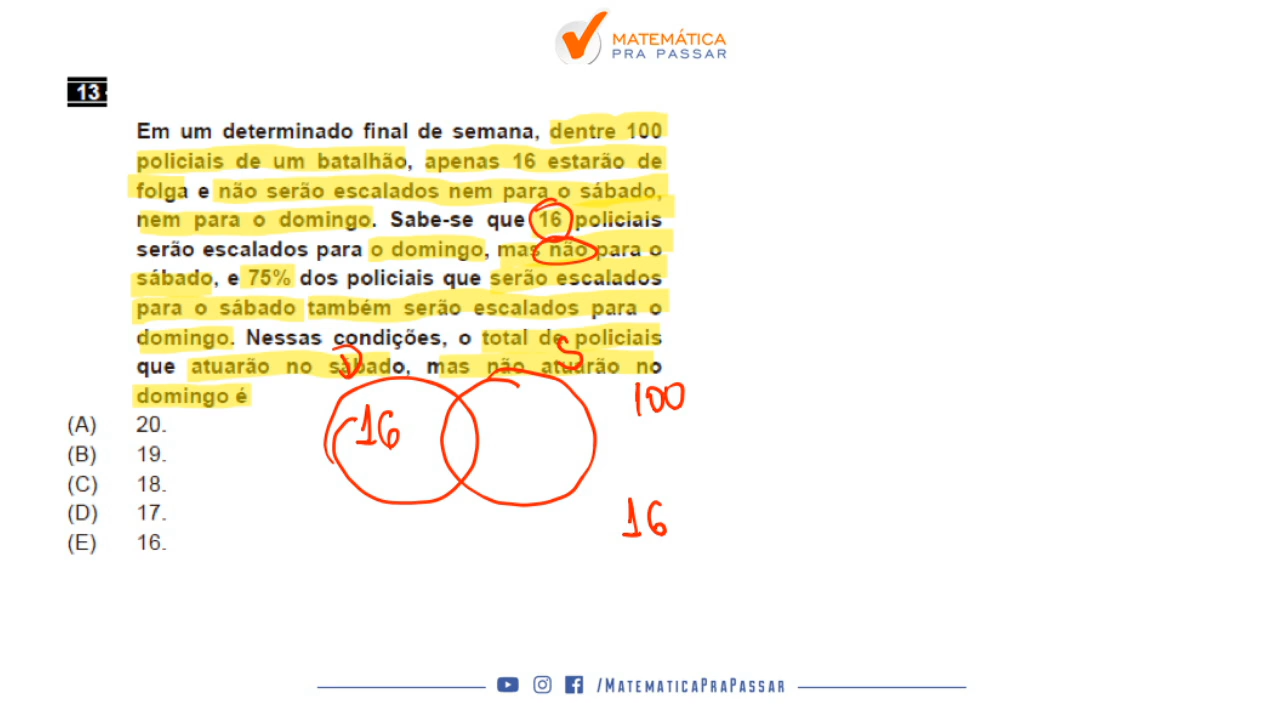 MATEMÁTICA
PRA PASSAR
13
Em um determinado final de semana, dentre 100
policiais de um batalhão, apenas 16 estarão de
folga e não serão escalados nem para o sábado,
nem para o domingo. Sabe-se que 16 policiais
serão escalados para o domingo, mas não para o
sábado, e 75% dos policiais que serão escalados
para o sábado também serão escalados para o
domingo. Nessas condições, o total de policiais
que atuarão no sábado, mas não atuarão no
domingo é
D S
100
16
16
(A) 20.
(B) 19.
(C) 18.
(D) 17.
(E) 16.
/MATEMATICAPRAPASSAR